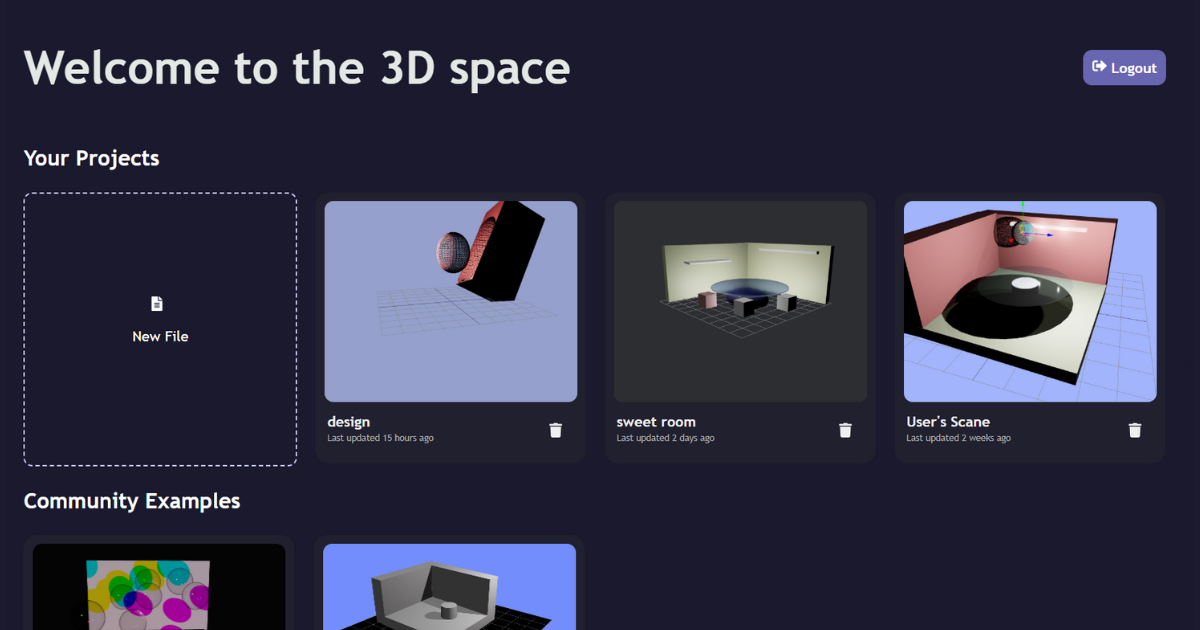 Welcome to the 3D space
Logout
Your Projects
New File
design
Last updated 15 hours ago
sweet room
Last updated 2 days ago
User's Scane
Last updated 2 weeks ago
Community Examples